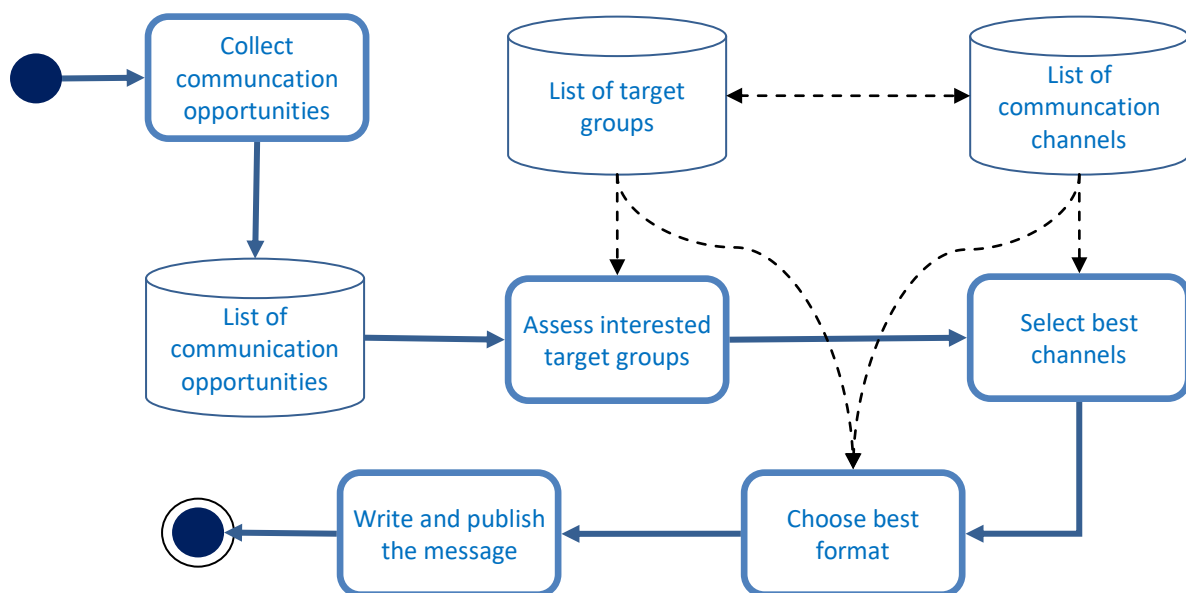 Collect
communcation
opportunities
List of target
groups
List of
communcation
channels
List of
communication
opportunities
Assess interested
target groups
Select best
channels
Write and publish
the message
Choose best
format